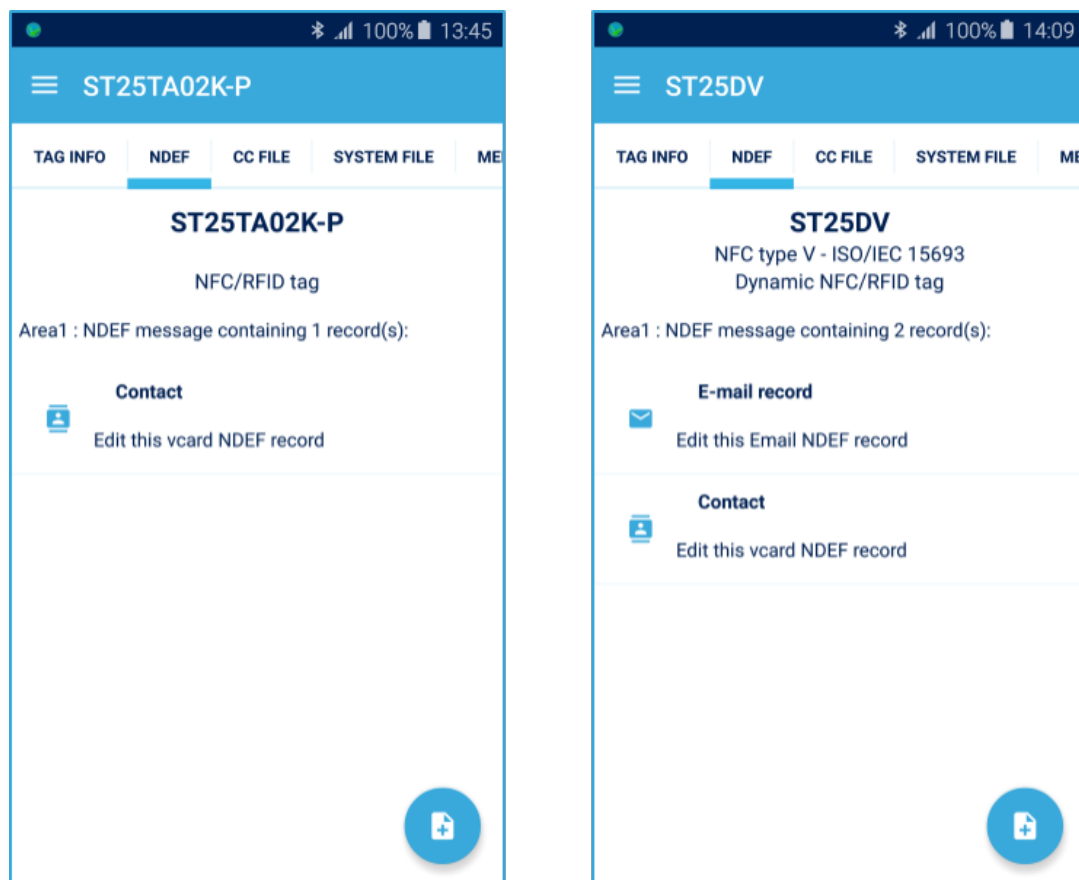 100% 13:45
ST25TA02K-P
TAG INFO NDEF CC FILE SYSTEM FILE ME
ST25TA02K-P
NFC/RFID tag
Area1 : NDEF message containing 1 record(s):
Contact
Edit this vcard NDEF record
100% 14:09
ST25DV
TAG INFO NDEF CC FILE SYSTEM FILE ME
ST25DV
NFC type V - ISO/IEC 15693
Dynamic NFC/RFID tag
Area1 : NDEF message containing 2 record(s):
E-mail record
Edit this Email NDEF record
Contact
Edit this vcard NDEF record